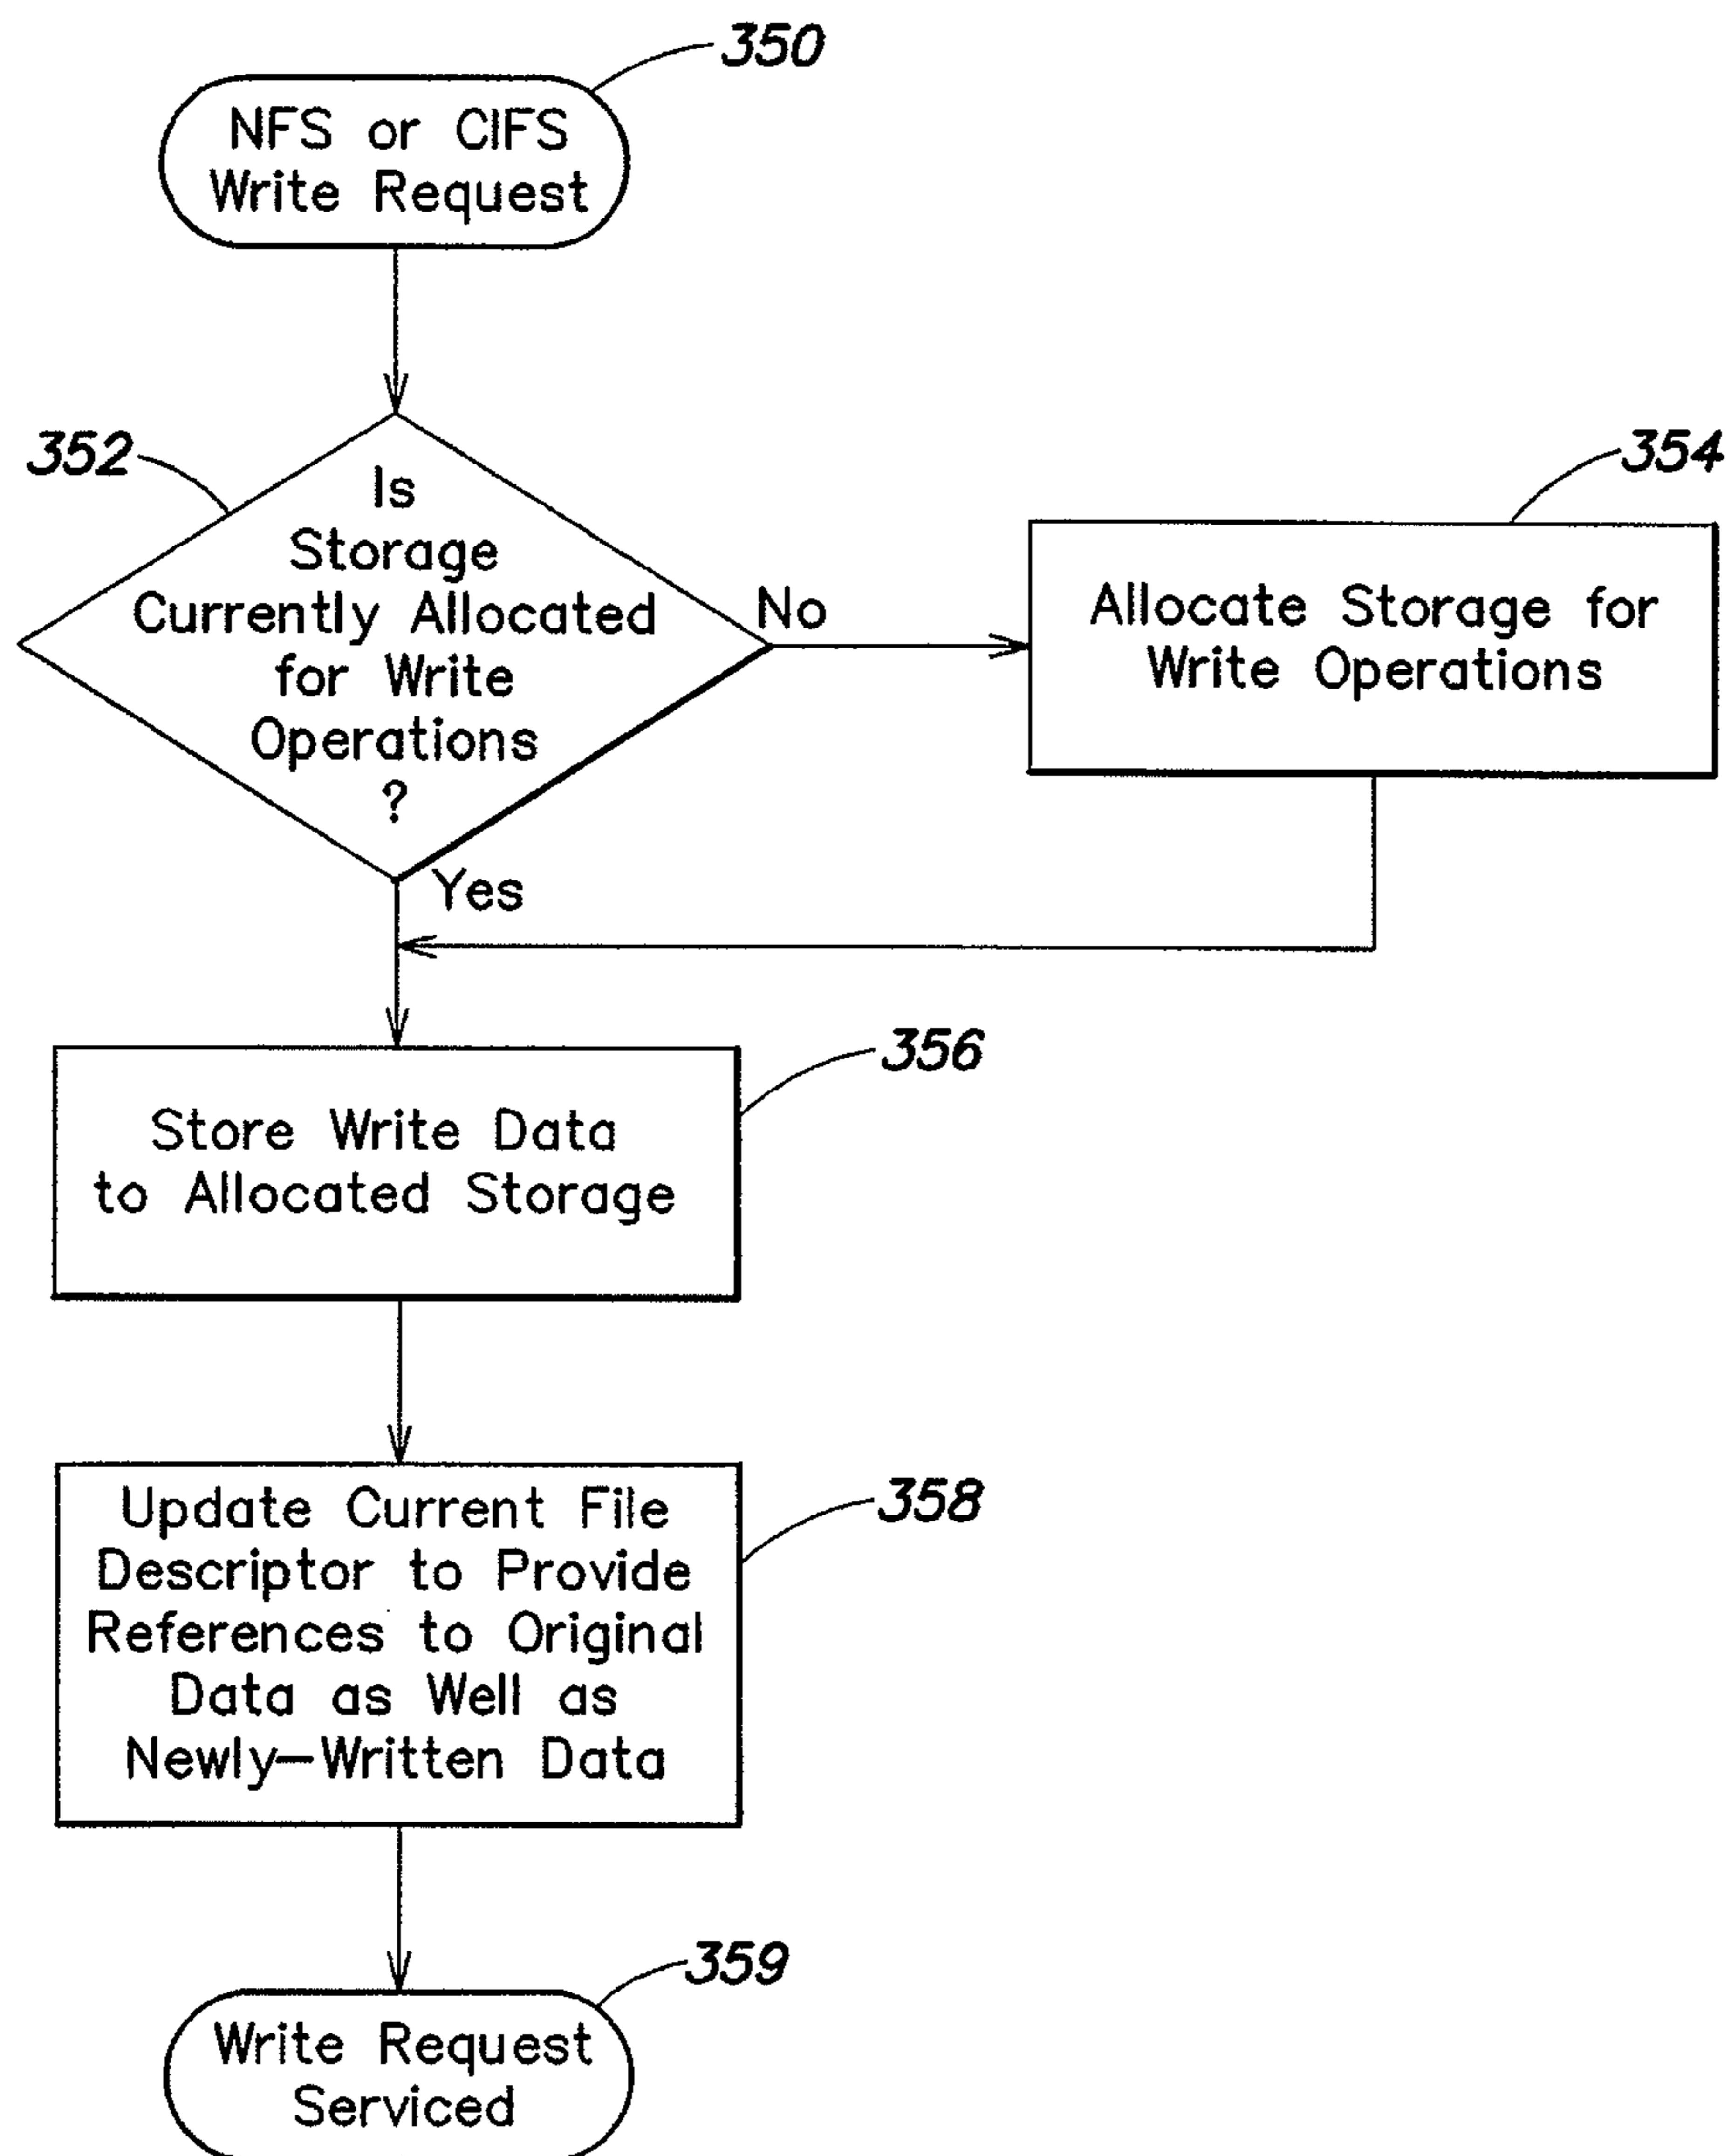 350
NFS or CIFS
Write Request
352
Is
Storage
Currently Allocated
for Write
Operations
?
No
Yes
354
Allocate Storage for
Write Operations
356
Store Write Data
to Allocated Storage
358
Update Current File
Descriptor to Provide
References to Original
Data as Well as
Newly-Written Data
359
Write Request
Serviced